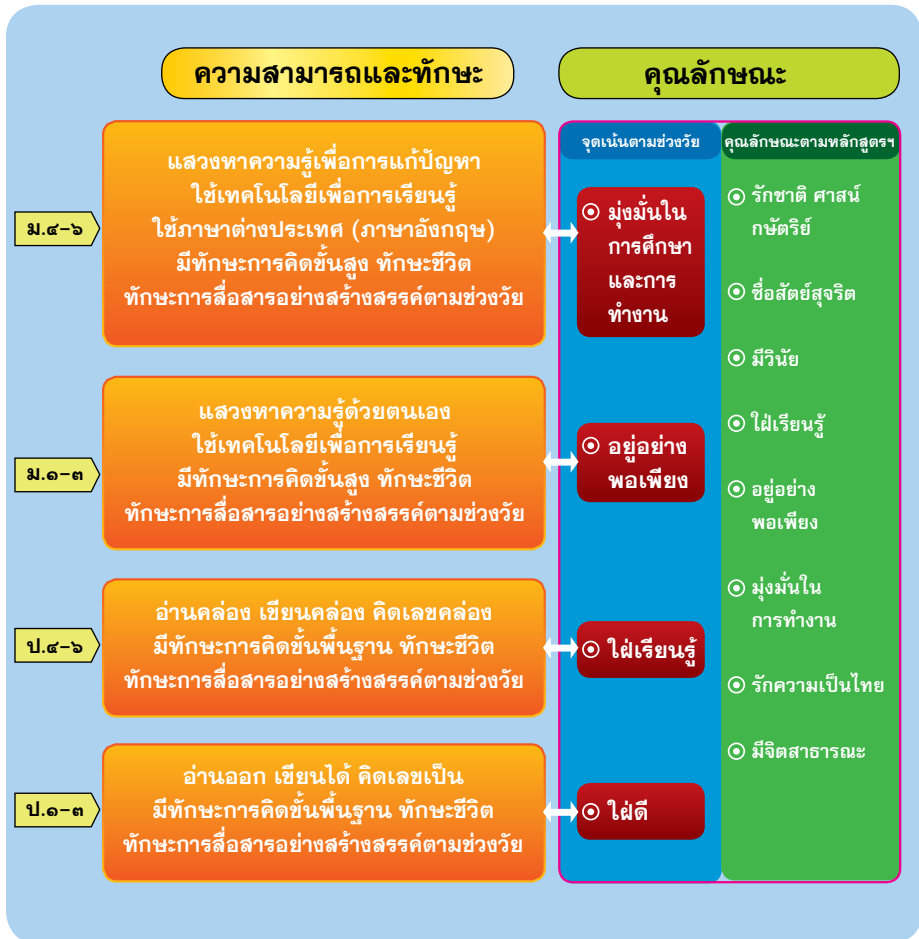 ความสามารถและทักษะ
คุณลักษณะ
จุดเน้นตามช่วงวัย
คุณลักษณะตามหลักสูตรฯ
ม.๔-๖
แสวงหาความรู้เพื่อการแก้ปัญหา
ใช้เทคโนโลยีเพื่อการเรียนรู้
ใช้ภาษาต่างประเทศ (ภาษาอังกฤษ)
มีทักษะการคิดขั้นสูง ทักษะชีวิต
ทักษะการสื่อสารอย่างสร้างสรรค์ตามช่วงวัย
มุ่งมั่นใน
การศึกษา
และการ
ทำงาน
ม.๑-๓
แสวงหาความรู้ด้วยตนเอง
ใช้เทคโนโลยีเพื่อการเรียนรู้
มีทักษะการคิดขั้นสูง ทักษะชีวิต
ทักษะการสื่อสารอย่างสร้างสรรค์ตามช่วงวัย
อยู่อย่าง
พอเพียง
ป.๔-๖
อ่านคล่อง เขียนคล่อง คิดเลขคล่อง
มีทักษะการคิดขั้นพื้นฐาน ทักษะชีวิต
ทักษะการสื่อสารอย่างสร้างสรรค์ตามช่วงวัย
ใฝ่เรียนรู้
ป.๑-๓
อ่านออก เขียนได้ คิดเลขเป็น
มีทักษะการคิดขั้นพื้นฐาน ทักษะชีวิต
ทักษะการสื่อสารอย่างสร้างสรรค์ตามช่วงวัย
ใฝ่ดี
รักชาติ ศาสน์
กษัตริย์
ซื่อสัตย์สุจริต
มีวินัย
ใฝ่เรียนรู้
อยู่อย่าง
พอเพียง
มุ่งมั่นใน
การทำงาน
รักความเป็นไทย
มีจิตสาธารณะ